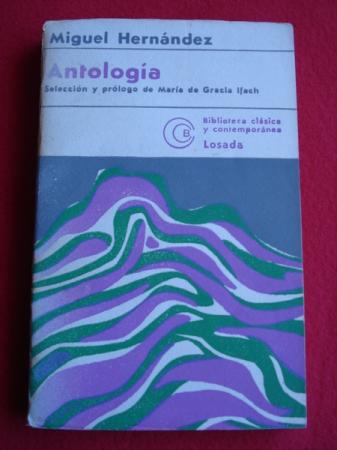 Miguel Hernández
Antología
Selección y prólogo de María de Gracia Ifach
CB
Biblioteca clásica
y contemporánea
Losada